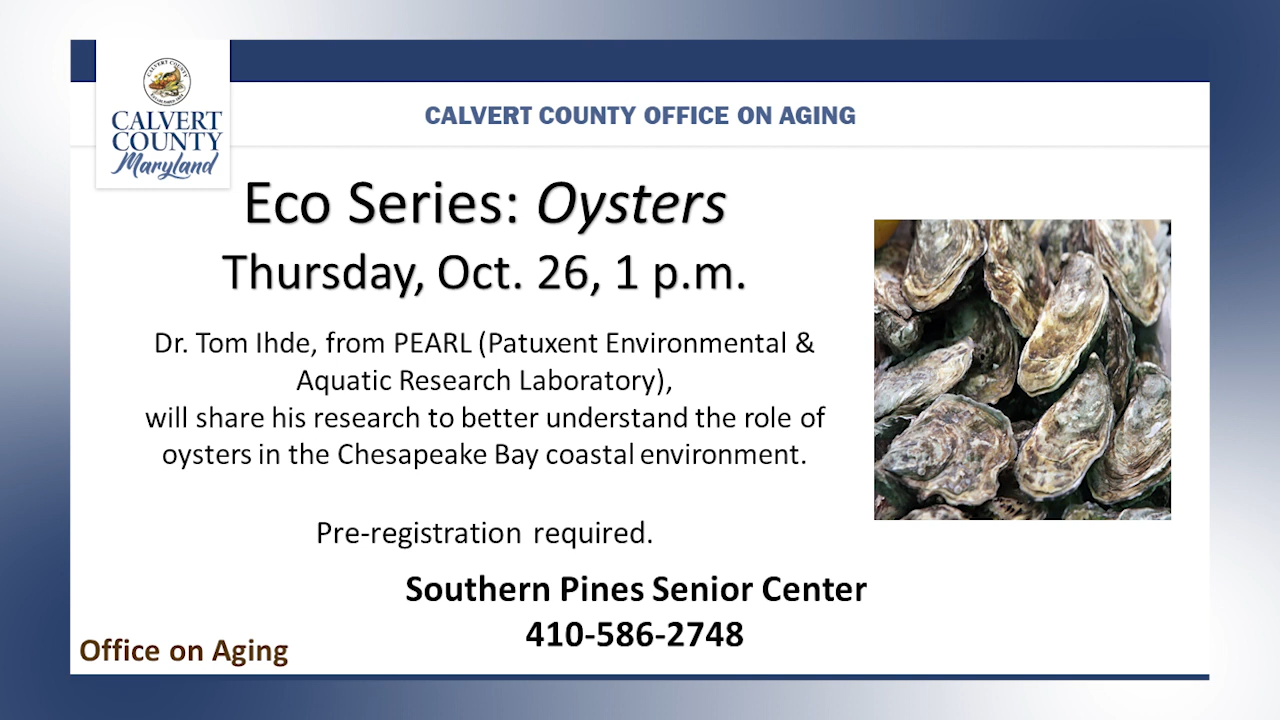 CALVERT COUNTY
CALVERT
COUNTY
Maryland
CALVERT COUNTY OFFICE ON AGING
Eco Series: Oysters
Thursday, Oct. 26, 1 p.m.
Dr. Tom Ihde, from PEARL (Patuxent Environmental &
Aquatic Research Laboratory),
will share his research to better understand the role of
oysters in the Chesapeake Bay coastal environment.
Pre-registration required.
Southern Pines Senior Center
410-586-2748
Office on Aging